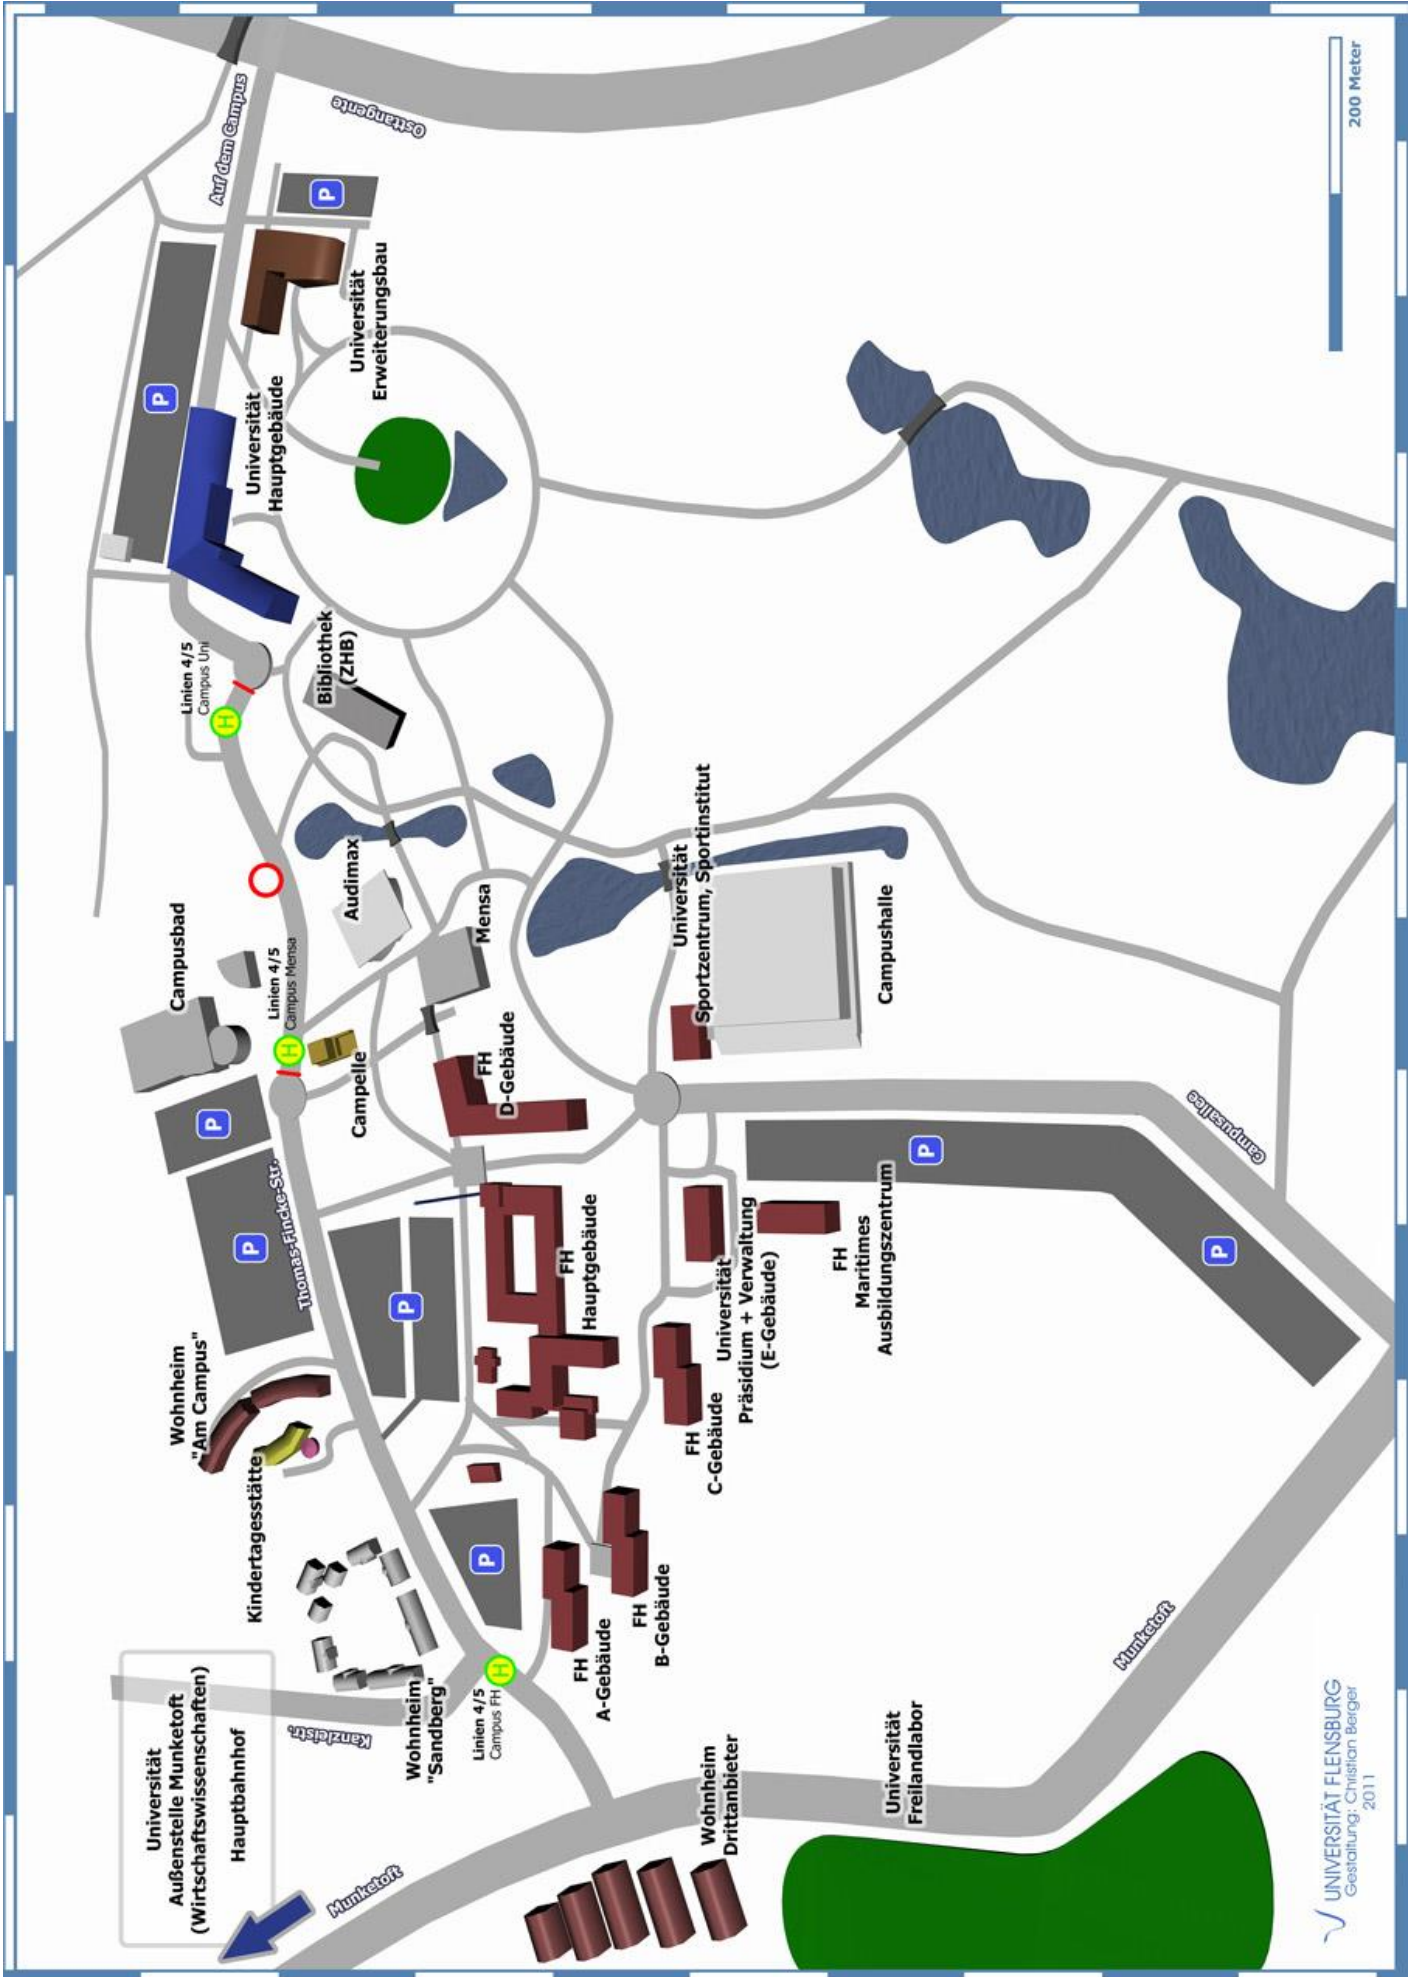 Universität
Außenstelle Munketoft
(Wirtschaftswissenschaften)
Hauptbahnhof
Munketoft
Kanzleistr.
Wohnheim
"Sandberg"
Linien 4/5
Campus FH
H
Kindertagesstätte
Wohnheim
"Am Campus"
Thomas-Fincke-Str.
P
P
P
P
Campusbad
Linien 4/5
Campus Mensa
H
Campelle
Audimax
Mensa
Linien 4/5
Campus Uni
H
Bibliothek
(ZHB)
Universität
Hauptgebäude
P
Universität
Erweiterungsbau
P
Auf dem Campus
Osttangente
FH
D-Gebäude
FH
Hauptgebäude
FH
A-Gebäude
FH
B-Gebäude
FH
C-Gebäude
Universität
Präsidium + Verwaltung
(E-Gebäude)
FH
Maritimes
Ausbildungszentrum
Universität
Sportzentrum, Sportinstitut
Campushalle
P
P
Campusallee
Wohnheim
Drittanbieter
Universität
Freilandlabor
Munketoft
UNIVERSITÄT FLENSBURG
Gestaltung: Christian Berger
2011
200 Meter